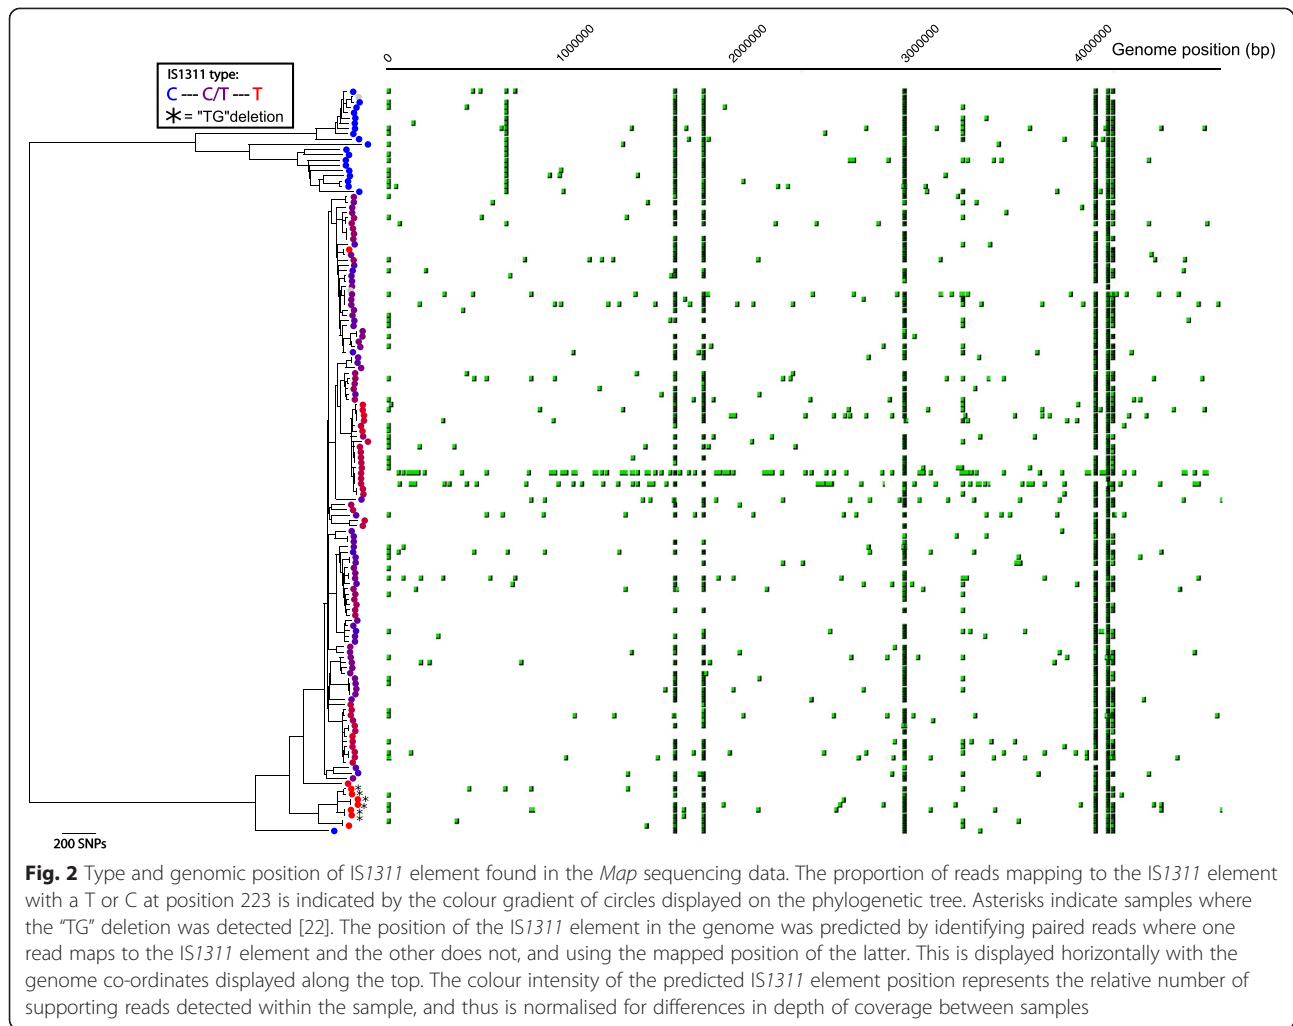 0 1000000 2000000 3000000 4000000 Genome position (bp)
IS1311 type:
C --- C/T --- T
* = "TG"deletion
* * * * * * *
200 SNPs
Fig. 2 Type and genomic position of IS1311 element found in the Map sequencing data. The proportion of reads mapping to the IS1311 element
with a T or C at position 223 is indicated by the colour gradient of circles displayed on the phylogenetic tree. Asterisks indicate samples where
the “TG” deletion was detected [22]. The position of the IS1311 element in the genome was predicted by identifying paired reads where one
read maps to the IS1311 element and the other does not, and using the mapped position of the latter. This is displayed horizontally with the
genome co-ordinates displayed along the top. The colour intensity of the predicted IS1311 element position represents the relative number of
supporting reads detected within the sample, and thus is normalised for differences in depth of coverage between samples